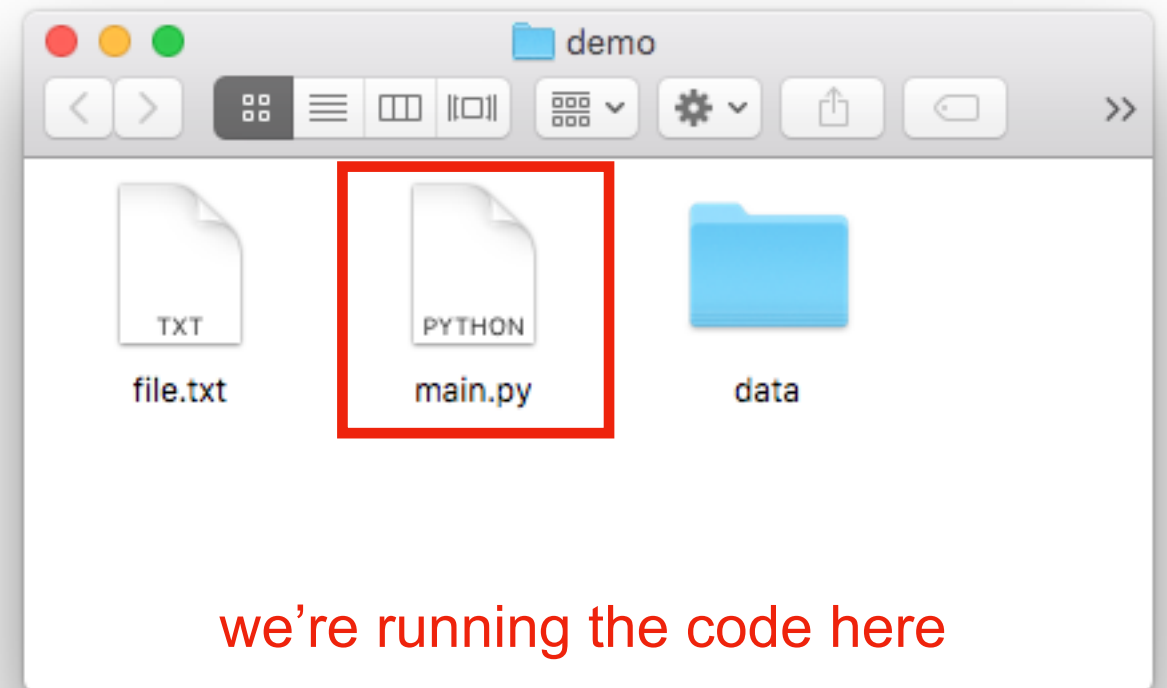 demo
TXT
PYTHON
file.txt
main.py
data
we’re running the code here